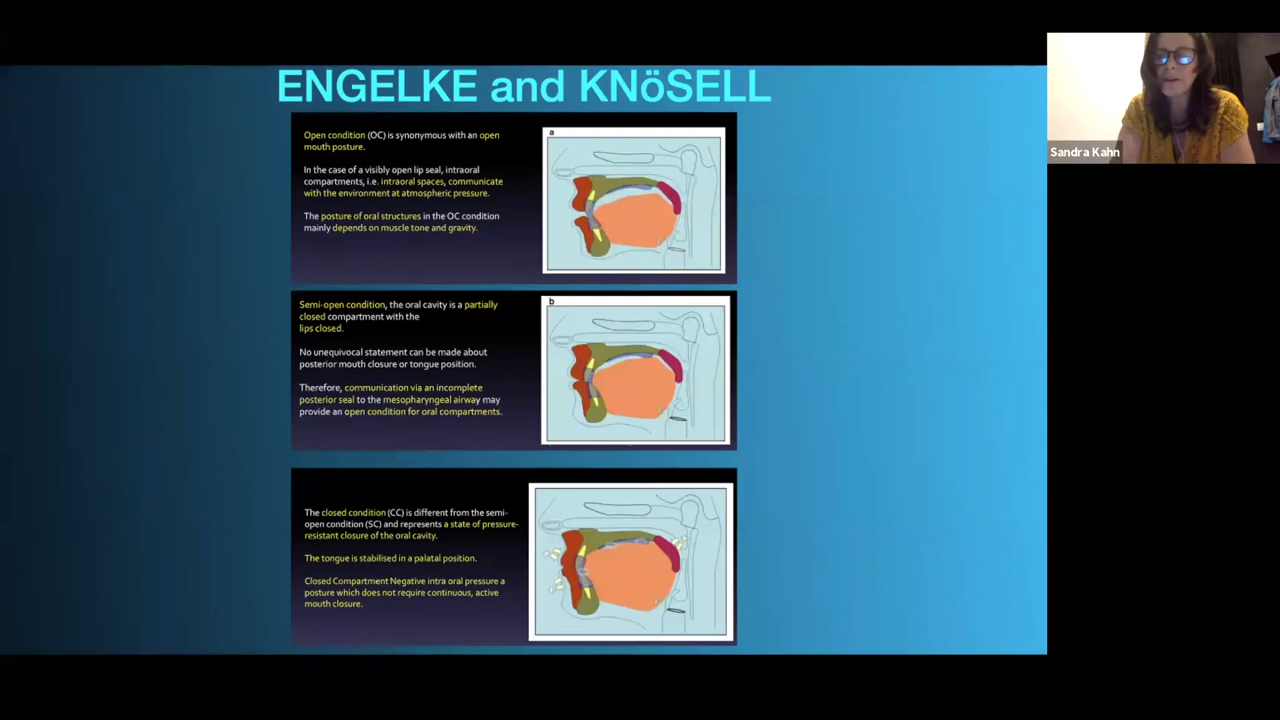 ENGELKE and KNöSELL
Open condition (OC) is synonymous with an open
mouth posture.
In the case of a visibly open lip seal, intraoral
compartments, i.e. intraoral spaces, communicate
with the environment at atmospheric pressure.
The posture of oral structures in the OC condition
mainly depends on muscle tone and gravity.
a
Semi-open condition, the oral cavity is a partially
closed compartment with the
lips closed.
No unequivocal statement can be made about
posterior mouth closure or tongue position.
Therefore, communication via an incomplete
posterior seal to the mesopharyngeal airway may
provide an open condition for oral compartments.
b
The closed condition (CC) is different from the semi-
open condition (SC) and represents a state of pressure-
resistant closure of the oral cavity.
The tongue is stabilised in a palatal position.
Closed Compartment Negative intra oral pressure a
posture which does not require continuous, active
mouth closure.
Sandra Kahn